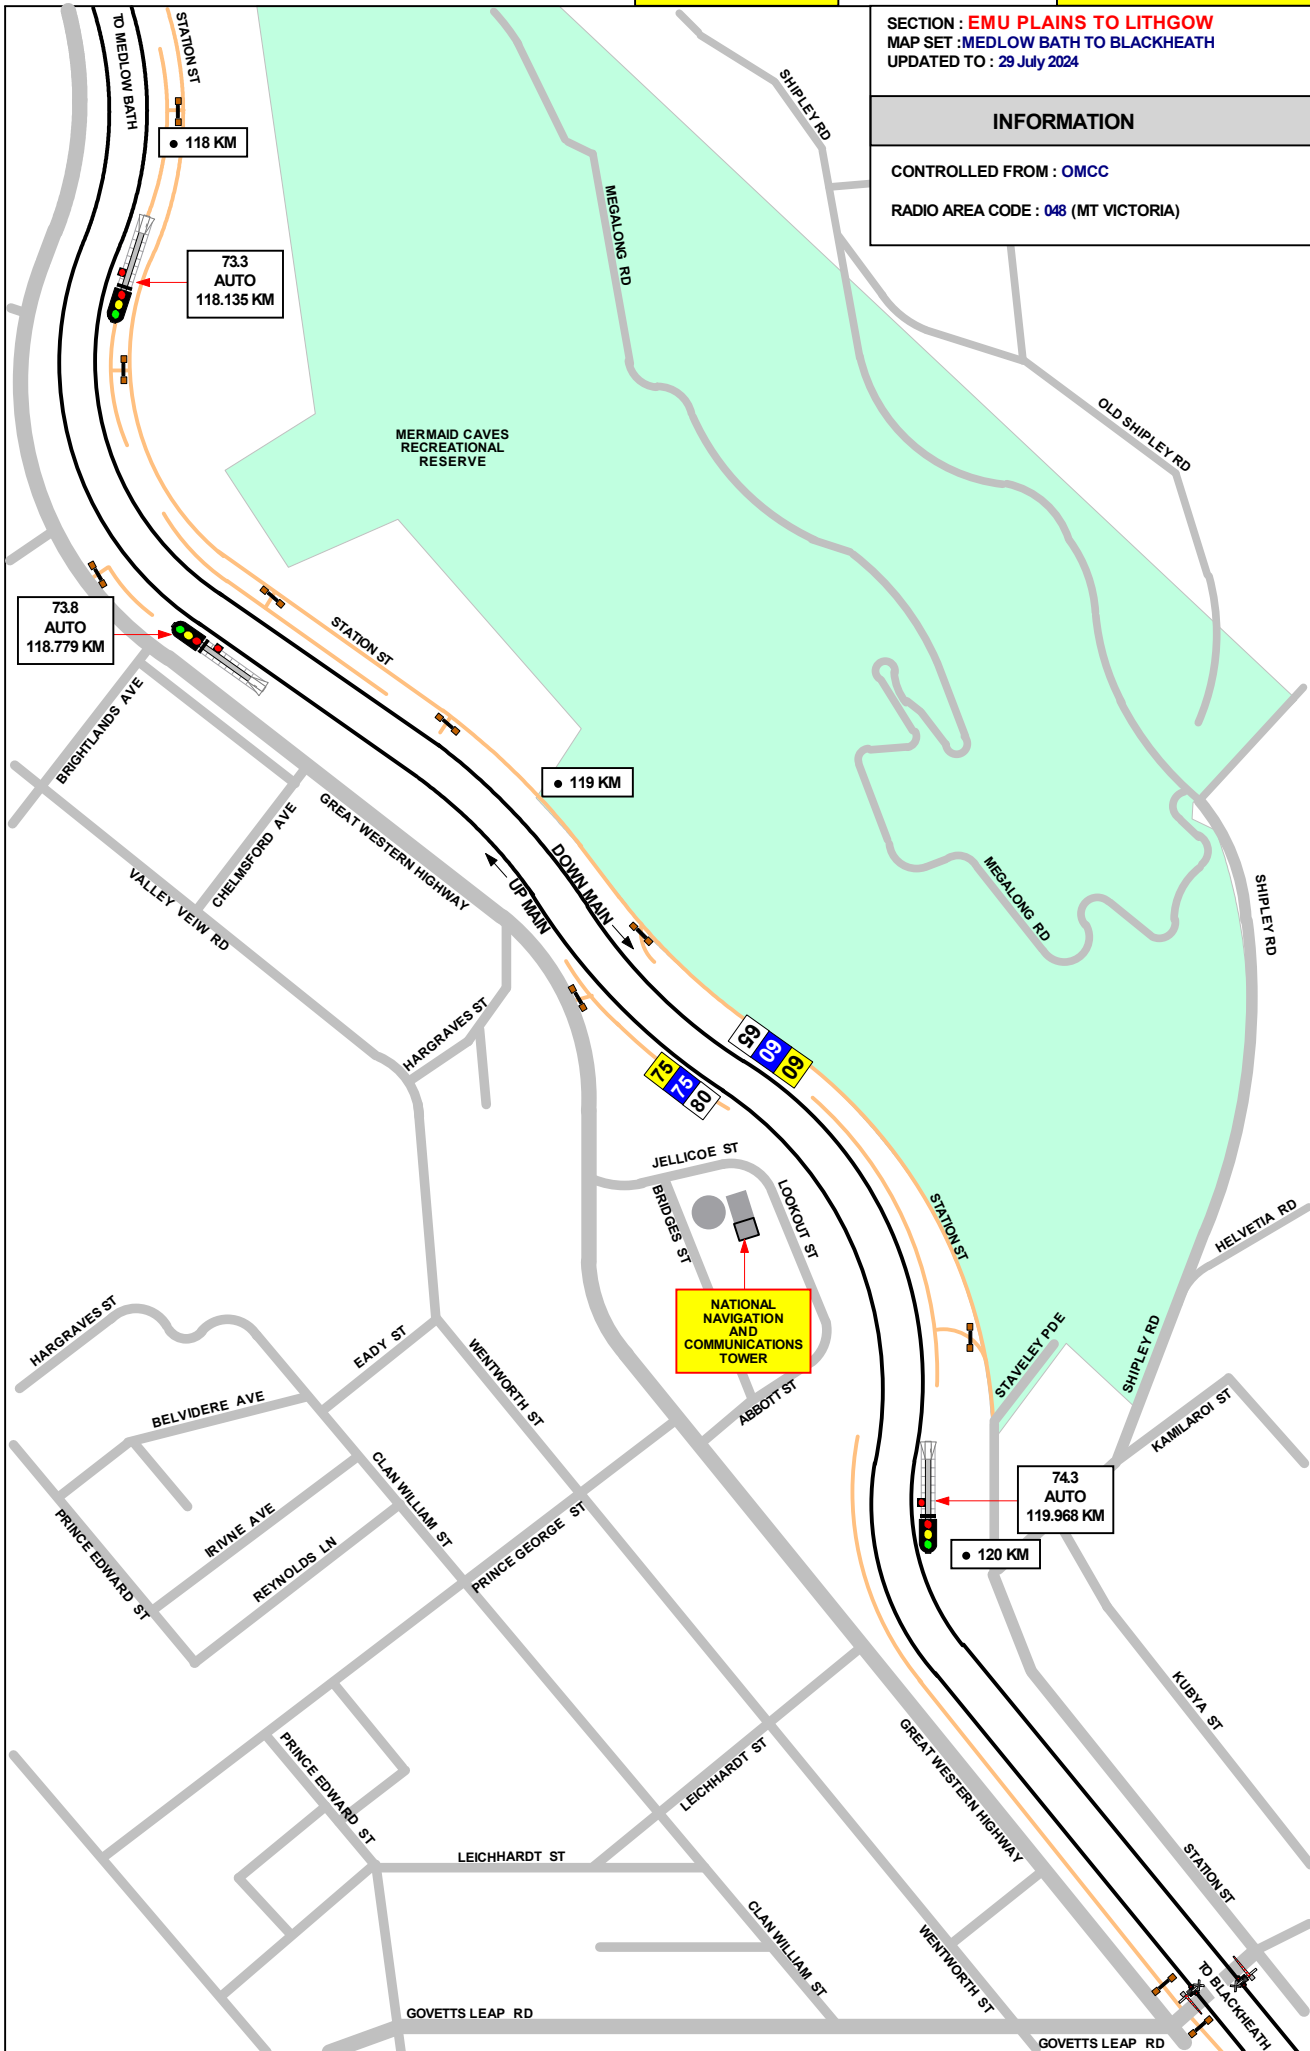 SECTION : EMU PLAINS TO LITHGOW
MAP SET :MEDLOW BATH TO BLACKHEATH
UPDATED TO : 29 July 2024
INFORMATION
CONTROLLED FROM : OMCC
RADIO AREA CODE : 048 (MT VICTORIA)
TO MEDLOW BATH
STATION ST
118 KM
73.3
AUTO
118.135 KM
SHIPLEY RD
MEGALONG RD
OLD SHIPLEY RD
MERMAID CAVES
RECREATIONAL
RESERVE
73.8
AUTO
118.779 KM
STATION ST
BRIGHTLANDS AVE
119 KM
CHELMSFORD AVE
GREAT WESTERN HIGHWAY
VALLEY VEIW RD
UP MAIN
DOWN MAIN
MEGALONG RD
SHIPLEY RD
HARGRAVES ST
65
60
60
75
75
80
JELLICOE ST
BRIDGES ST
LOOKOUT ST
STATION ST
HELVETIA RD
NATIONAL
NAVIGATION
AND
COMMUNICATIONS
TOWER
HARGRAVES ST
EADY ST
WENTWORTH ST
STAVELEY PDE
SHIPLEY RD
BELVIDERE AVE
ABBOTT ST
KAMILAROI ST
CLAN WILLIAM ST
74.3
AUTO
119.968 KM
PRINCE EDWARD ST
IRIVNE AVE
REYNOLDS LN
PRINCE GEORGE ST
120 KM
KUBYA ST
PRINCE EDWARD ST
LEICHHARDT ST
GREAT WESTERN HIGHWAY
LEICHHARDT ST
STATION ST
CLAN WILLIAM ST
WENTWORTH ST
TO BLACKHEATH
GOVETTS LEAP RD
GOVETTS LEAP RD